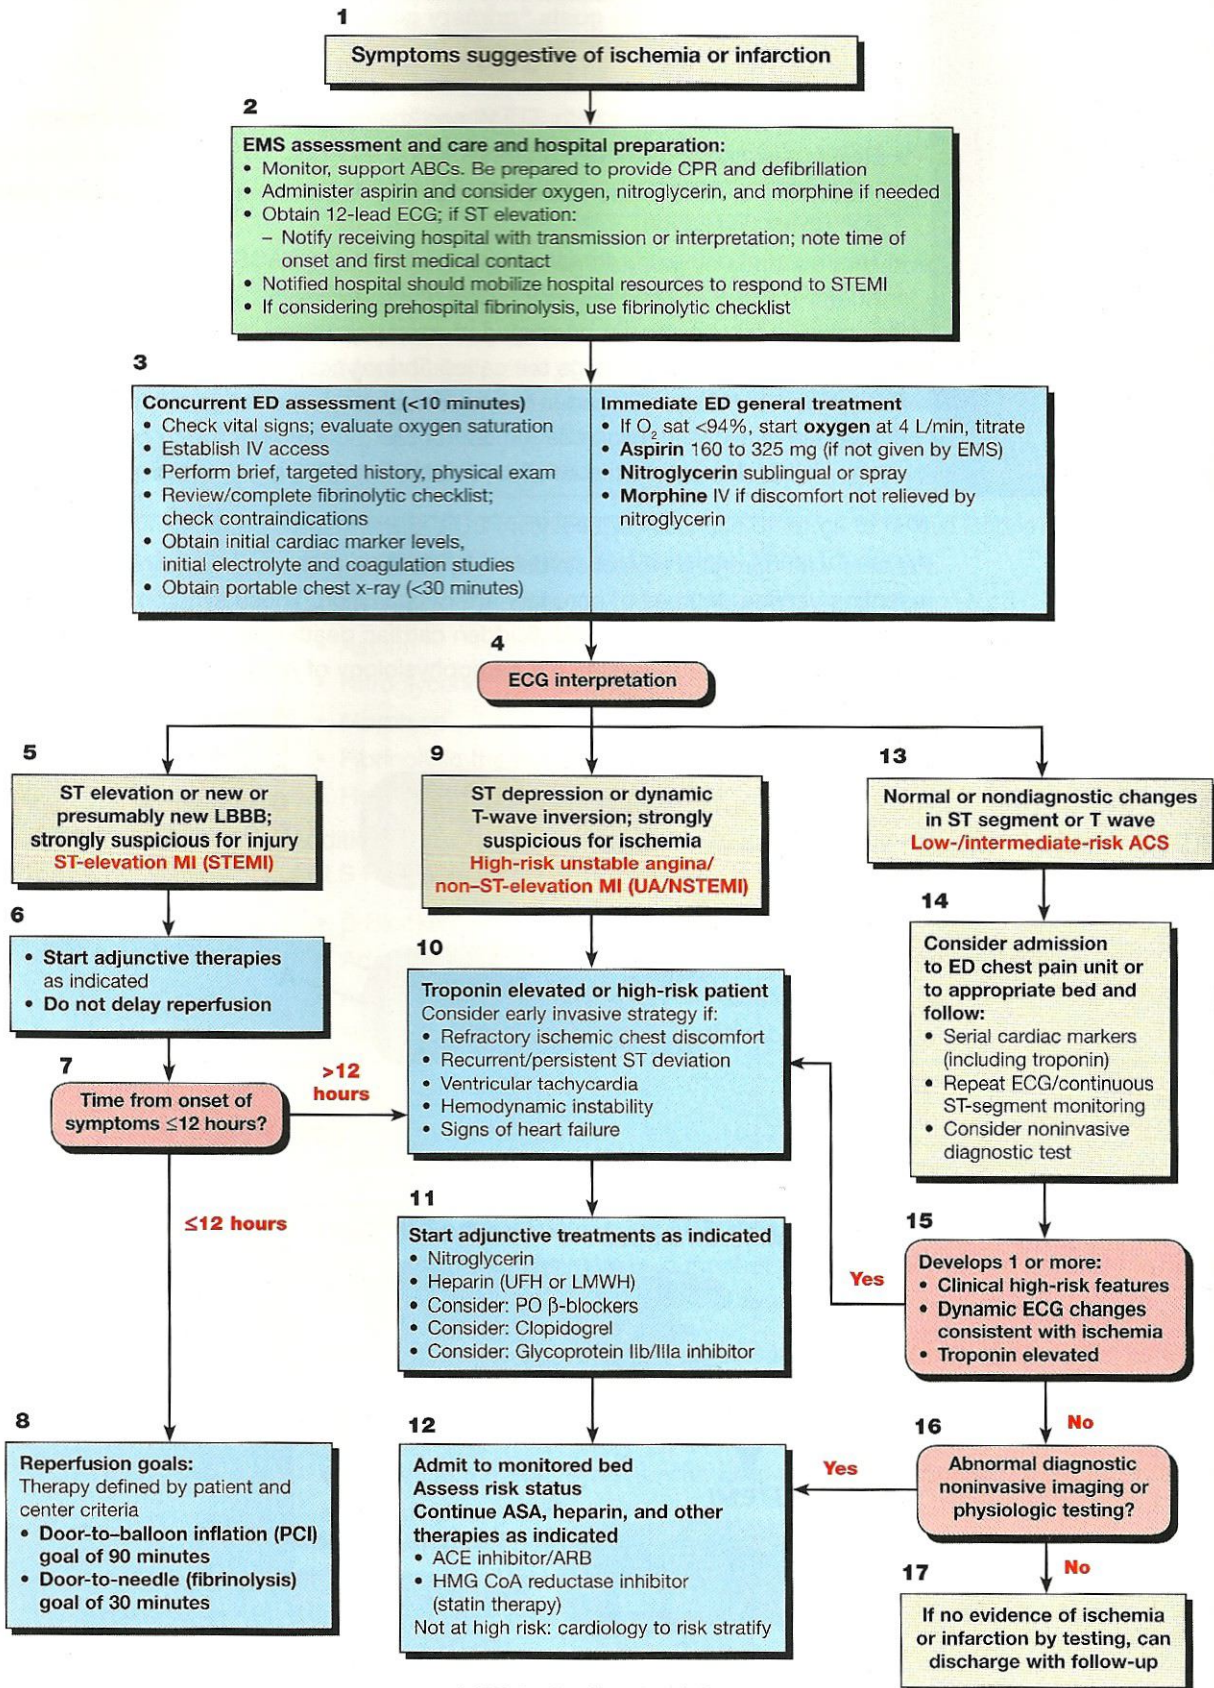 1
Symptoms suggestive of ischemia or infarction
2
EMS assessment and care and hospital preparation:
• Monitor, support ABCs. Be prepared to provide CPR and defibrillation
• Administer aspirin and consider oxygen, nitroglycerin, and morphine if needed
• Obtain 12-lead ECG; if ST elevation:
– Notify receiving hospital with transmission or interpretation; note time of
onset and first medical contact
• Notified hospital should mobilize hospital resources to respond to STEMI
• If considering prehospital fibrinolysis, use fibrinolytic checklist
3
Concurrent ED assessment (<10 minutes)
• Check vital signs; evaluate oxygen saturation
• Establish IV access
• Perform brief, targeted history, physical exam
• Review/complete fibrinolytic checklist;
check contraindications
• Obtain initial cardiac marker levels,
initial electrolyte and coagulation studies
• Obtain portable chest x-ray (<30 minutes)
Immediate ED general treatment
• If O₂ sat <94%, start oxygen at 4 L/min, titrate
• Aspirin 160 to 325 mg (if not given by EMS)
• Nitroglycerin sublingual or spray
• Morphine IV if discomfort not relieved by
nitroglycerin
4
ECG interpretation
5
ST elevation or new or
presumably new LBBB;
strongly suspicious for injury
ST-elevation MI (STEMI)
6
• Start adjunctive therapies
as indicated
• Do not delay reperfusion
7
Time from onset of
symptoms ≤12 hours?
>12
hours
≤12 hours
8
Reperfusion goals:
Therapy defined by patient and
center criteria
• Door-to–balloon inflation (PCI)
goal of 90 minutes
• Door-to-needle (fibrinolysis)
goal of 30 minutes
9
ST depression or dynamic
T-wave inversion; strongly
suspicious for ischemia
High-risk unstable angina/
non–ST-elevation MI (UA/NSTEMI)
10
Troponin elevated or high-risk patient
Consider early invasive strategy if:
• Refractory ischemic chest discomfort
• Recurrent/persistent ST deviation
• Ventricular tachycardia
• Hemodynamic instability
• Signs of heart failure
11
Start adjunctive treatments as indicated
• Nitroglycerin
• Heparin (UFH or LMWH)
• Consider: PO β-blockers
• Consider: Clopidogrel
• Consider: Glycoprotein IIb/IIIa inhibitor
12
Admit to monitored bed
Assess risk status
Continue ASA, heparin, and other
therapies as indicated
• ACE inhibitor/ARB
• HMG CoA reductase inhibitor
(statin therapy)
Not at high risk: cardiology to risk stratify
13
Normal or nondiagnostic changes
in ST segment or T wave
Low-/intermediate-risk ACS
14
Consider admission
to ED chest pain unit or
to appropriate bed and
follow:
• Serial cardiac markers
(including troponin)
• Repeat ECG/continuous
ST-segment monitoring
• Consider noninvasive
diagnostic test
15
Develops 1 or more:
• Clinical high-risk features
• Dynamic ECG changes
consistent with ischemia
• Troponin elevated
Yes
No
16
Abnormal diagnostic
noninvasive imaging or
physiologic testing?
Yes
No
17
If no evidence of ischemia
or infarction by testing, can
discharge with follow-up